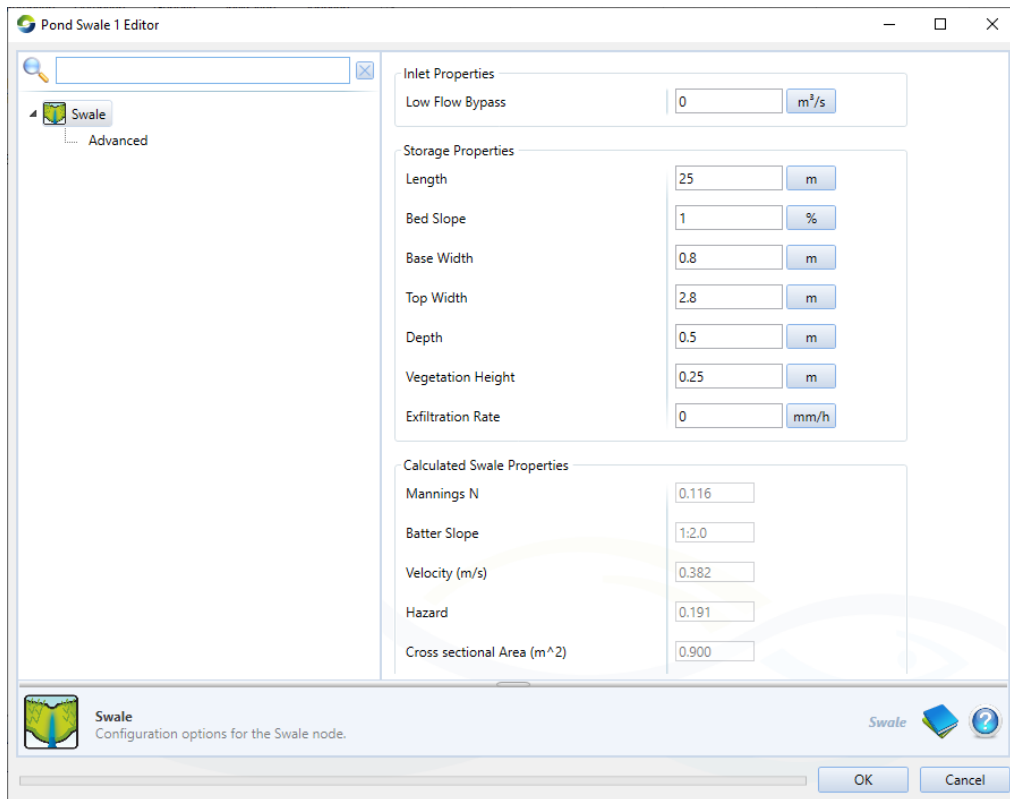 Pond Swale 1 Editor
Swale
Advanced
Inlet Properties
Low Flow Bypass 0 m³/s
Storage Properties
Length 25 m
Bed Slope 1 %
Base Width 0.8 m
Top Width 2.8 m
Depth 0.5 m
Vegetation Height 0.25 m
Exfiltration Rate 0 mm/h
Calculated Swale Properties
Mannings N 0.116
Batter Slope 1:2.0
Velocity (m/s) 0.382
Hazard 0.191
Cross sectional Area (m^2) 0.900
Swale
Configuration options for the Swale node.
Swale
OK Cancel